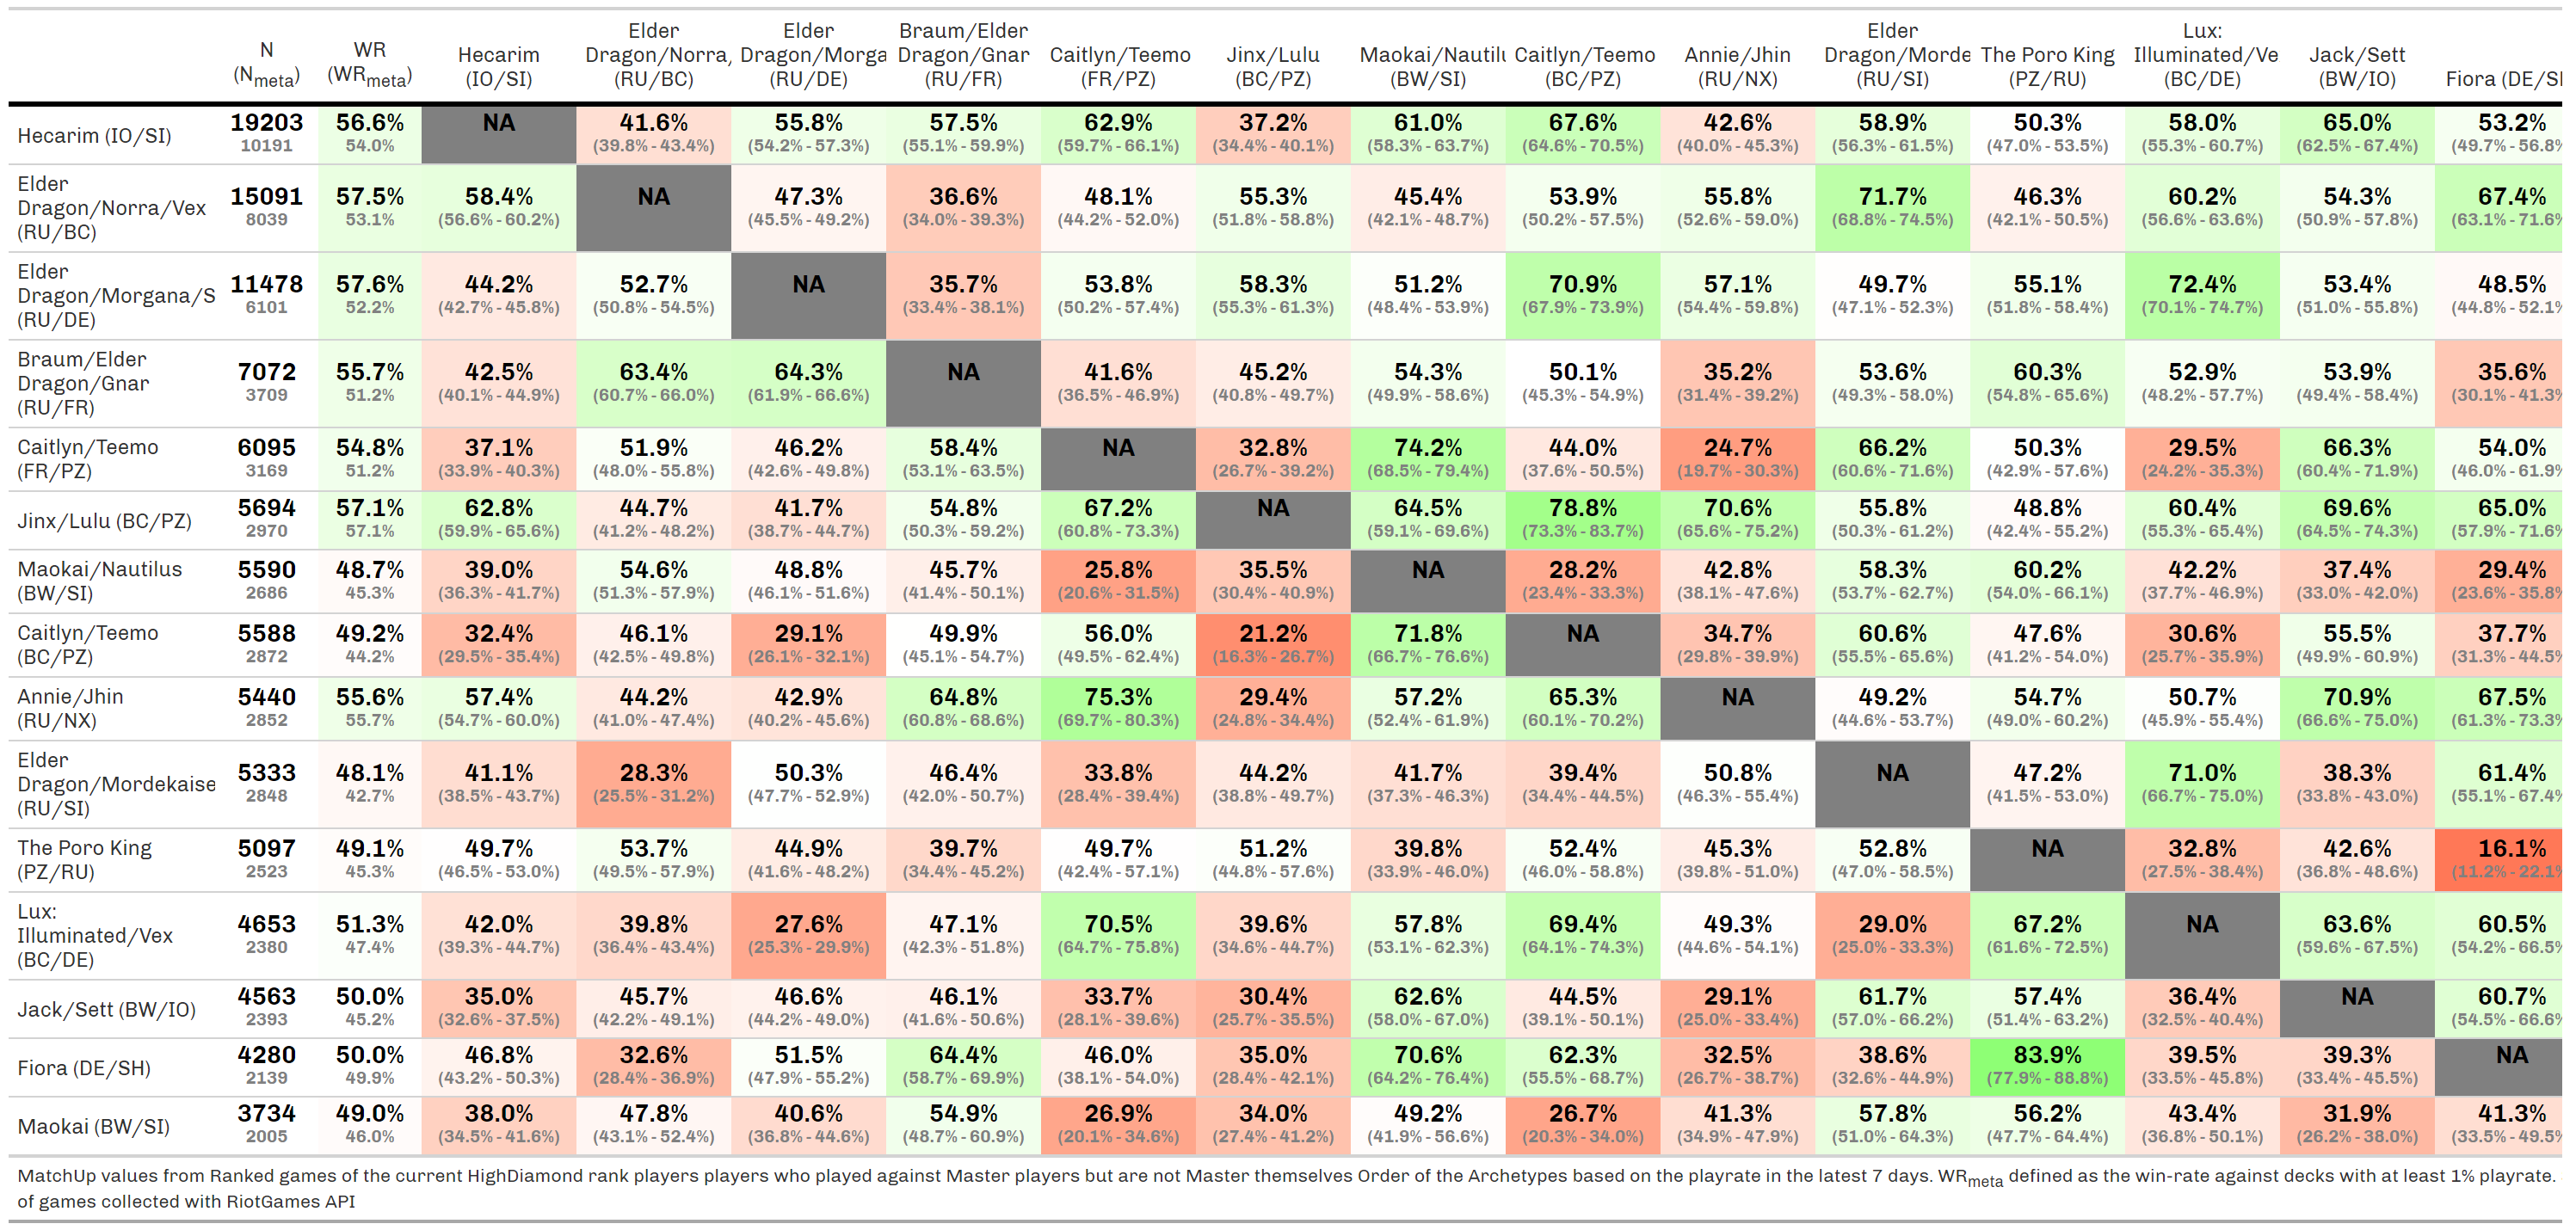 N (Nmeta) WR (WRmeta) Hecarim (IO/SI) Elder Dragon/Norra, (RU/BC) Elder Dragon/Morga (RU/DE) Braum/Elder Dragon/Gnar (RU/FR) Caitlyn/Teemo (FR/PZ) Jinx/Lulu (BC/PZ) Maokai/Nautilu (BW/SI) Caitlyn/Teemo (BC/PZ) Annie/Jhin (RU/NX) Elder Dragon/Morde (RU/SI) The Poro King (PZ/RU) Lux: Illuminated/Ve (BC/DE) Jack/Sett (BW/IO) Fiora (DE/SH
Hecarim (IO/SI) 19203 56.6% NA 41.6% 55.8% 57.5% 62.9% 37.2% 61.0% 67.6% 42.6% 58.9% 50.3% 58.0% 65.0% 53.2%
10191 54.0% (39.8% - 43.4%) (54.2% - 57.3%) (55.1% - 59.9%) (59.7% - 66.1%) (34.4% - 40.1%) (58.3% - 63.7%) (64.6% - 70.5%) (40.0% - 45.3%) (56.3% - 61.5%) (47.0% - 53.5%) (55.3% - 60.7%) (62.5% - 67.4%) (49.7% - 56.8%
Elder Dragon/Norra/Vex (RU/BC) 15091 57.5% 58.4% NA 47.3% 36.6% 48.1% 55.3% 45.4% 53.9% 55.8% 71.7% 46.3% 60.2% 54.3% 67.4%
8039 53.1% (56.6% - 60.2%) (45.5% - 49.2%) (34.0% - 39.3%) (44.2% - 52.0%) (51.8% - 58.8%) (42.1% - 48.7%) (50.2% - 57.5%) (52.6% - 59.0%) (68.8% - 74.5%) (42.1% - 50.5%) (56.6% - 63.6%) (50.9% - 57.8%) (63.1% - 71.6%
Elder Dragon/Morgana/S (RU/DE) 11478 57.6% 44.2% 52.7% NA 35.7% 53.8% 58.3% 51.2% 70.9% 57.1% 49.7% 55.1% 72.4% 53.4% 48.5%
6101 52.2% (42.7% - 45.8%) (50.8% - 54.5%) (33.4% - 38.1%) (50.2% - 57.4%) (55.3% - 61.3%) (48.4% - 53.9%) (67.9% - 73.9%) (54.4% - 59.8%) (47.1% - 52.3%) (51.8% - 58.4%) (70.1% - 74.7%) (51.0% - 55.8%) (44.8% - 52.1%
Braum/Elder Dragon/Gnar (RU/FR) 7072 55.7% 42.5% 63.4% 64.3% NA 41.6% 45.2% 54.3% 50.1% 35.2% 53.6% 60.3% 52.9% 53.9% 35.6%
3709 51.2% (40.1% - 44.9%) (60.7% - 66.0%) (61.9% - 66.6%) (36.5% - 46.9%) (40.8% - 49.7%) (49.9% - 58.6%) (45.3% - 54.9%) (31.4% - 39.2%) (49.3% - 58.0%) (54.8% - 65.6%) (48.2% - 57.7%) (49.4% - 58.4%) (30.1% - 41.3%
Caitlyn/Teemo (FR/PZ) 6095 54.8% 37.1% 51.9% 46.2% 58.4% NA 32.8% 74.2% 44.0% 24.7% 66.2% 50.3% 29.5% 66.3% 54.0%
3169 51.2% (33.9% - 40.3%) (48.0% - 55.8%) (42.6% - 49.8%) (53.1% - 63.5%) (26.7% - 39.2%) (68.5% - 79.4%) (37.6% - 50.5%) (19.7% - 30.3%) (60.6% - 71.6%) (42.9% - 57.6%) (24.2% - 35.3%) (60.4% - 71.9%) (46.0% - 61.9%
Jinx/Lulu (BC/PZ) 5694 57.1% 62.8% 44.7% 41.7% 54.8% 67.2% NA 64.5% 78.8% 70.6% 55.8% 48.8% 60.4% 69.6% 65.0%
2970 57.1% (59.9% - 65.6%) (41.2% - 48.2%) (38.7% - 44.7%) (50.3% - 59.2%) (60.8% - 73.3%) (59.1% - 69.6%) (73.3% - 83.7%) (65.6% - 75.2%) (50.3% - 61.2%) (42.4% - 55.2%) (55.3% - 65.4%) (64.5% - 74.3%) (57.9% - 71.6%
Maokai/Nautilus (BW/SI) 5590 48.7% 39.0% 54.6% 48.8% 45.7% 25.8% 35.5% NA 28.2% 42.8% 58.3% 60.2% 42.2% 37.4% 29.4%
2686 45.3% (36.3% - 41.7%) (51.3% - 57.9%) (46.1% - 51.6%) (41.4% - 50.1%) (20.6% - 31.5%) (30.4% - 40.9%) (23.4% - 33.3%) (38.1% - 47.6%) (53.7% - 62.7%) (54.0% - 66.1%) (37.7% - 46.9%) (33.0% - 42.0%) (23.6% - 35.8%
Caitlyn/Teemo (BC/PZ) 5588 49.2% 32.4% 46.1% 29.1% 49.9% 56.0% 21.2% 71.8% NA 34.7% 60.6% 47.6% 30.6% 55.5% 37.7%
2872 44.2% (29.5% - 35.4%) (42.5% - 49.8%) (26.1% - 32.1%) (45.1% - 54.7%) (49.5% - 62.4%) (16.3% - 26.7%) (66.7% - 76.6%) (29.8% - 39.9%) (55.5% - 65.6%) (41.2% - 54.0%) (25.7% - 35.9%) (49.9% - 60.9%) (31.3% - 44.5%
Annie/Jhin (RU/NX) 5440 55.6% 57.4% 44.2% 42.9% 64.8% 75.3% 29.4% 57.2% 65.3% NA 49.2% 54.7% 50.7% 70.9% 67.5%
2852 55.7% (54.7% - 60.0%) (41.0% - 47.4%) (40.2% - 45.6%) (60.8% - 68.6%) (69.7% - 80.3%) (24.8% - 34.4%) (52.4% - 61.9%) (60.1% - 70.2%) (44.6% - 53.7%) (49.0% - 60.2%) (45.9% - 55.4%) (66.6% - 75.0%) (61.3% - 73.3%
Elder Dragon/Mordekaise (RU/SI) 5333 48.1% 41.1% 28.3% 50.3% 46.4% 33.8% 44.2% 41.7% 39.4% 50.8% NA 47.2% 71.0% 38.3% 61.4%
2848 42.7% (38.5% - 43.7%) (25.5% - 31.2%) (47.7% - 52.9%) (42.0% - 50.7%) (28.4% - 39.4%) (38.8% - 49.7%) (37.3% - 46.3%) (34.4% - 44.5%) (46.3% - 55.4%) (41.5% - 53.0%) (66.7% - 75.0%) (33.8% - 43.0%) (55.1% - 67.4%
The Poro King (PZ/RU) 5097 49.1% 49.7% 53.7% 44.9% 39.7% 49.7% 51.2% 39.8% 52.4% 45.3% 52.8% NA 32.8% 42.6% 16.1%
2523 45.3% (46.5% - 53.0%) (49.5% - 57.9%) (41.6% - 48.2%) (34.4% - 45.2%) (42.4% - 57.1%) (44.8% - 57.6%) (33.9% - 46.0%) (46.0% - 58.8%) (39.8% - 51.0%) (47.0% - 58.5%) (27.5% - 38.4%) (36.8% - 48.6%) (11.2% - 22.1%
Lux: Illuminated/Vex (BC/DE) 4653 51.3% 42.0% 39.8% 27.6% 47.1% 70.5% 39.6% 57.8% 69.4% 49.3% 29.0% 67.2% NA 63.6% 60.5%
2380 47.4% (39.3% - 44.7%) (36.4% - 43.4%) (25.3% - 29.9%) (42.3% - 51.8%) (64.7% - 75.8%) (34.6% - 44.7%) (53.1% - 62.3%) (64.1% - 74.3%) (44.6% - 54.1%) (25.0% - 33.3%) (61.6% - 72.5%) (59.6% - 67.5%) (54.2% - 66.5%
Jack/Sett (BW/IO) 4563 50.0% 35.0% 45.7% 46.6% 46.1% 33.7% 30.4% 62.6% 44.5% 29.1% 61.7% 57.4% 36.4% NA 60.7%
2393 45.2% (32.6% - 37.5%) (42.2% - 49.1%) (44.2% - 49.0%) (41.6% - 50.6%) (28.1% - 39.6%) (25.7% - 35.5%) (58.0% - 67.0%) (39.1% - 50.1%) (25.0% - 33.4%) (57.0% - 66.2%) (51.4% - 63.2%) (32.5% - 40.4%) (54.5% - 66.6%
Fiora (DE/SH) 4280 50.0% 46.8% 32.6% 51.5% 64.4% 46.0% 35.0% 70.6% 62.3% 32.5% 38.6% 83.9% 39.5% 39.3% NA
2139 49.9% (43.2% - 50.3%) (28.4% - 36.9%) (47.9% - 55.2%) (58.7% - 69.9%) (38.1% - 54.0%) (28.4% - 42.1%) (64.2% - 76.4%) (55.5% - 68.7%) (26.7% - 38.7%) (32.6% - 44.9%) (77.9% - 88.8%) (33.5% - 45.8%) (33.4% - 45.5%)
Maokai (BW/SI) 3734 49.0% 38.0% 47.8% 40.6% 54.9% 26.9% 34.0% 49.2% 26.7% 41.3% 57.8% 56.2% 43.4% 31.9% 41.3%
2005 46.0% (34.5% - 41.6%) (43.1% - 52.4%) (36.8% - 44.6%) (48.7% - 60.9%) (20.1% - 34.6%) (27.4% - 41.2%) (41.9% - 56.6%) (20.3% - 34.0%) (34.9% - 47.9%) (51.0% - 64.3%) (47.7% - 64.4%) (36.8% - 50.1%) (26.2% - 38.0%) (33.5% - 49.5%
MatchUp values from Ranked games of the current HighDiamond rank players players who played against Master players but are not Master themselves Order of the Archetypes based on the playrate in the latest 7 days. WRmeta defined as the win-rate against decks with at least 1% playrate.
of games collected with RiotGames API